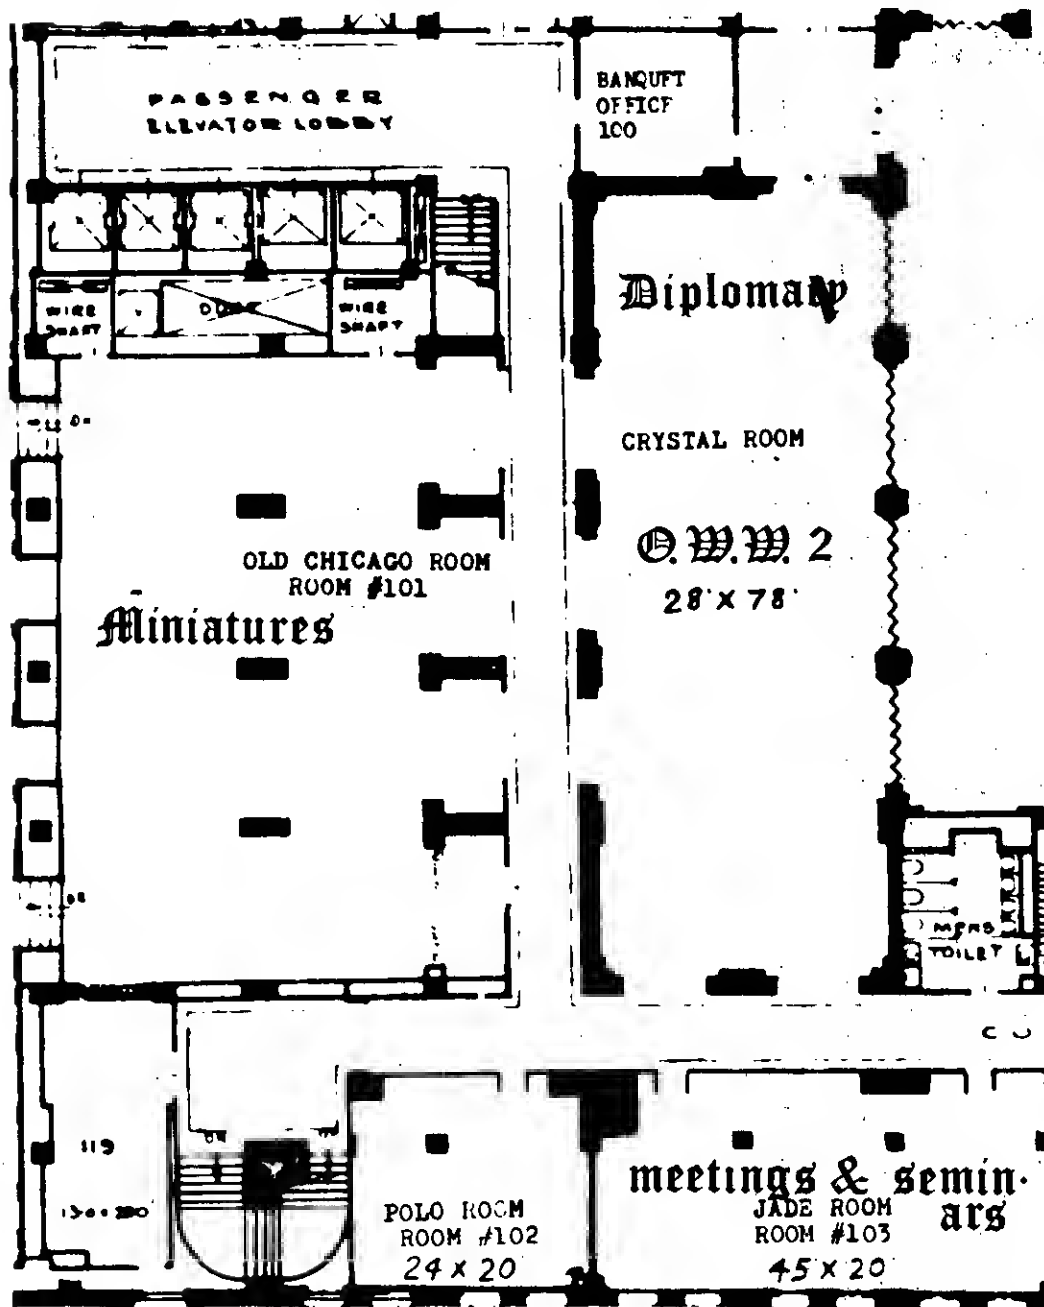 PASSENGER
ELEVATOR LOBBY
BANQUET
OFFICE
100
WIRE
SHAFT
WIRE
SHAFT
Diplomacy
CRYSTAL ROOM
O.W.W. 2
28' X 78'
OLD CHICAGO ROOM
ROOM #101
Miniatures
MENS
TOILET
119
POLO ROOM
ROOM #102
24 X 20
meetings & semin-
ars
JADE ROOM
ROOM #103
45 X 20